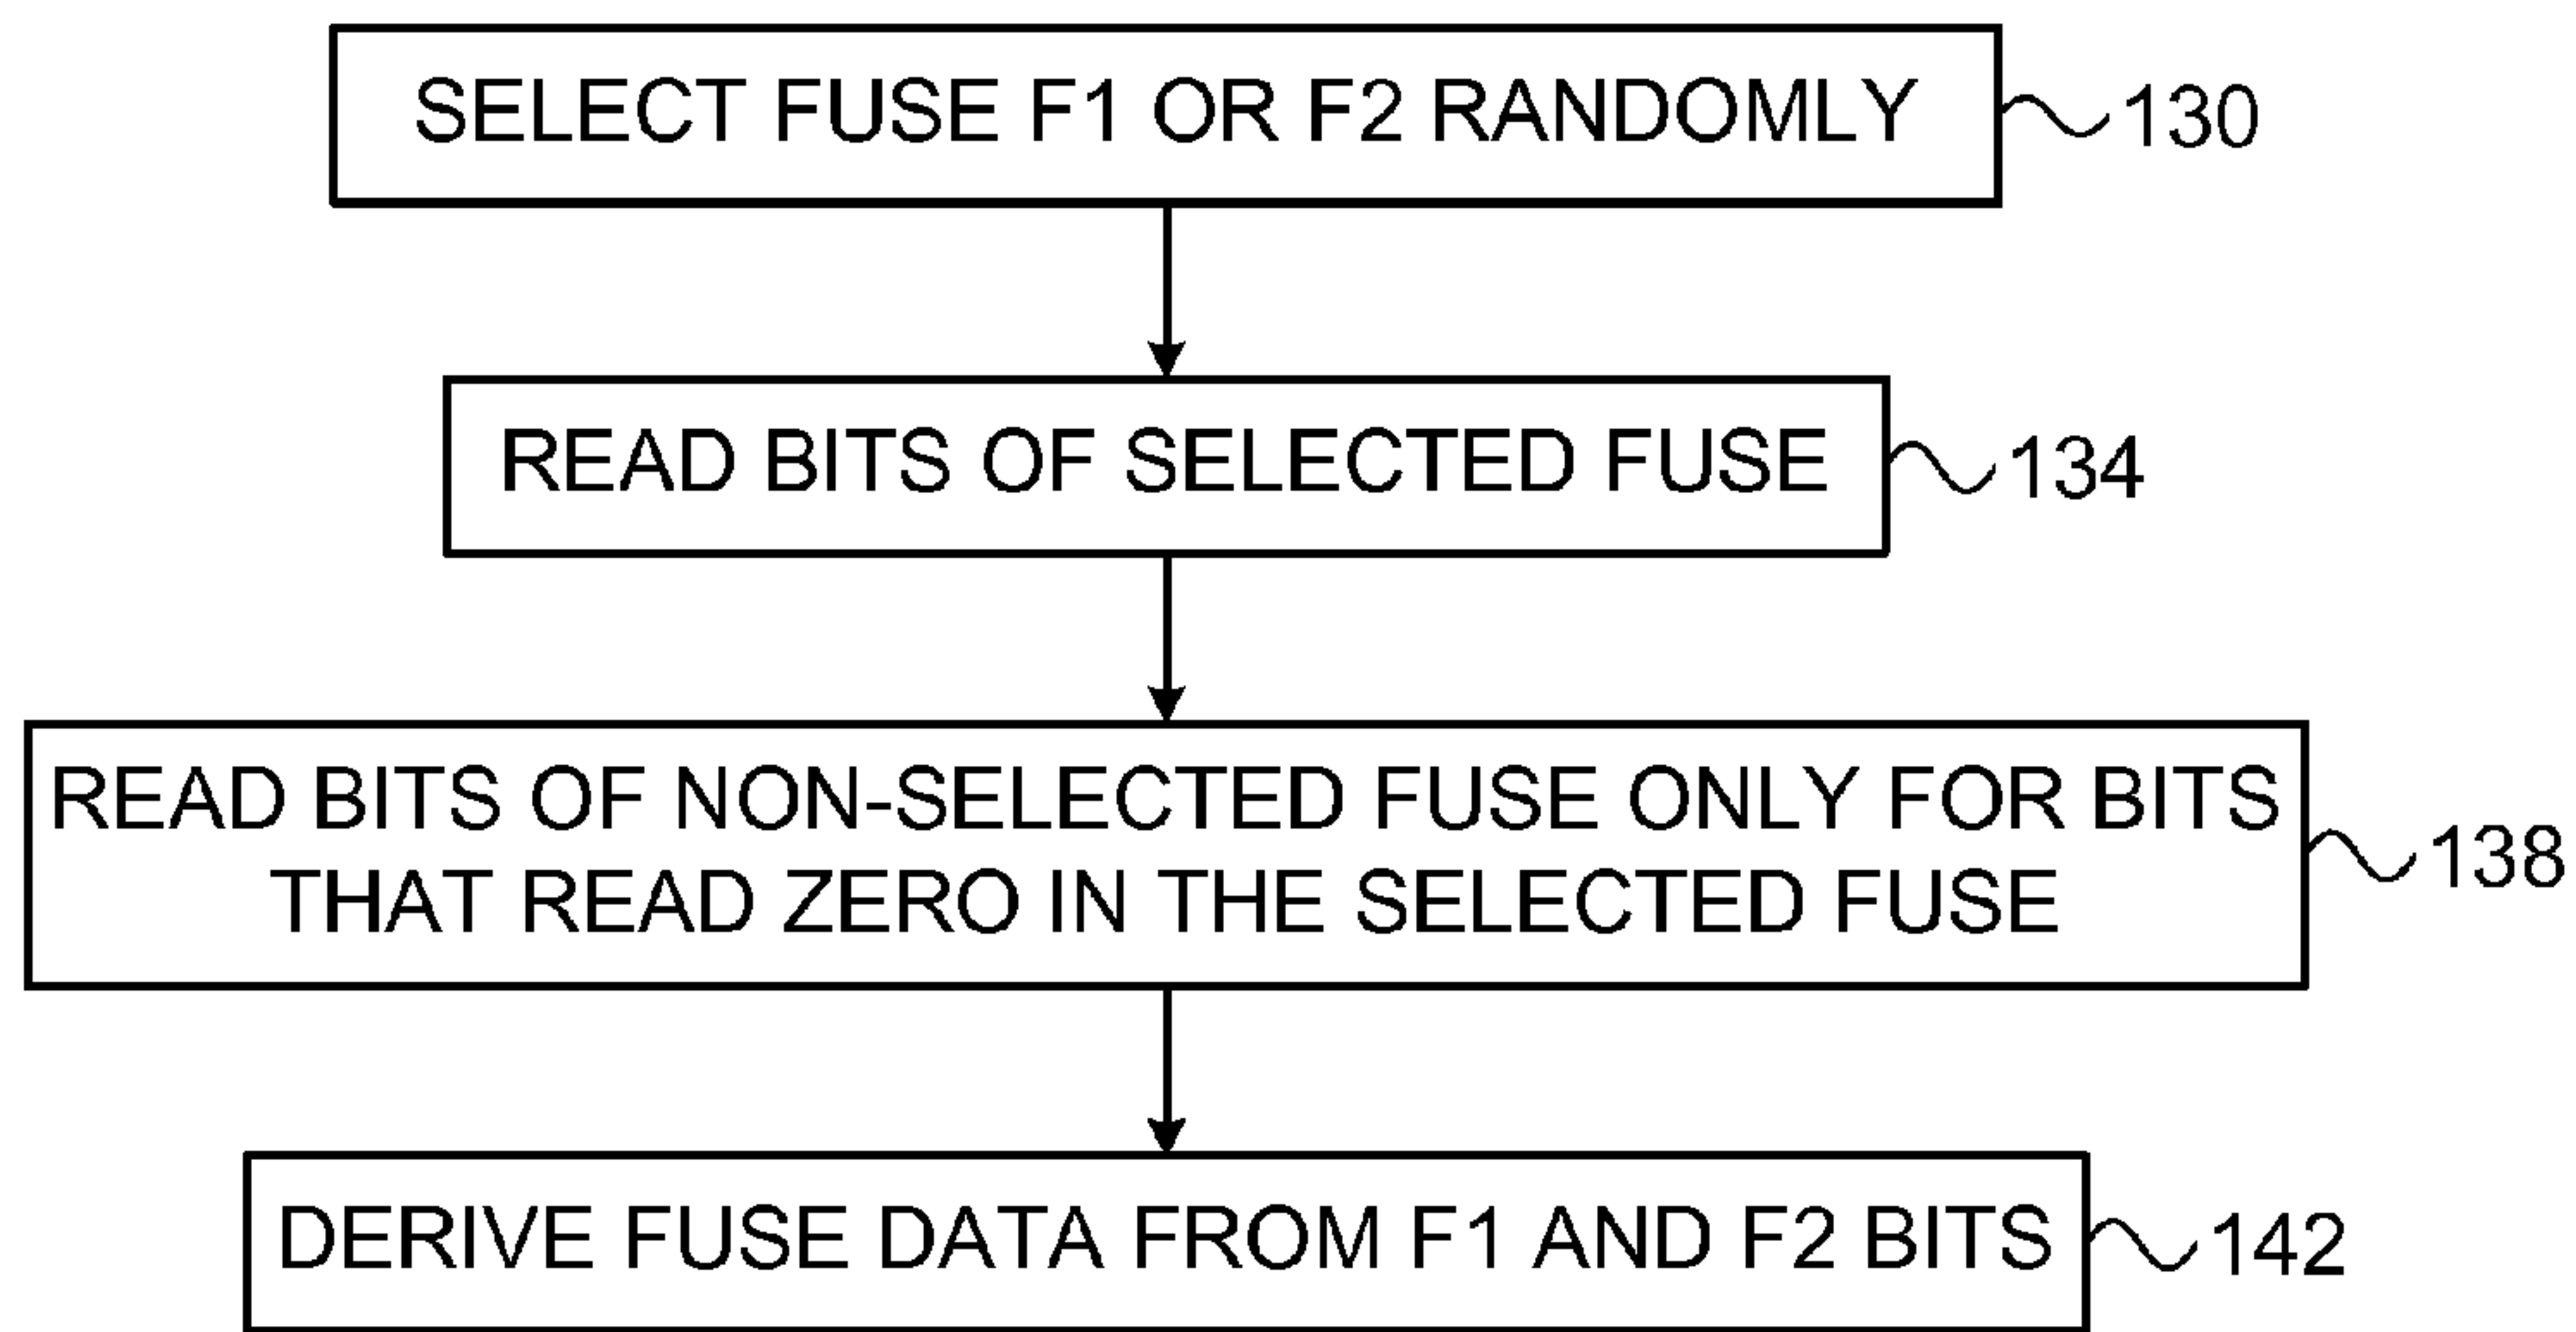 SELECT FUSE F1 OR F2 RANDOMLY
130
READ BITS OF SELECTED FUSE
134
READ BITS OF NON-SELECTED FUSE ONLY FOR BITS
THAT READ ZERO IN THE SELECTED FUSE
138
DERIVE FUSE DATA FROM F1 AND F2 BITS
142